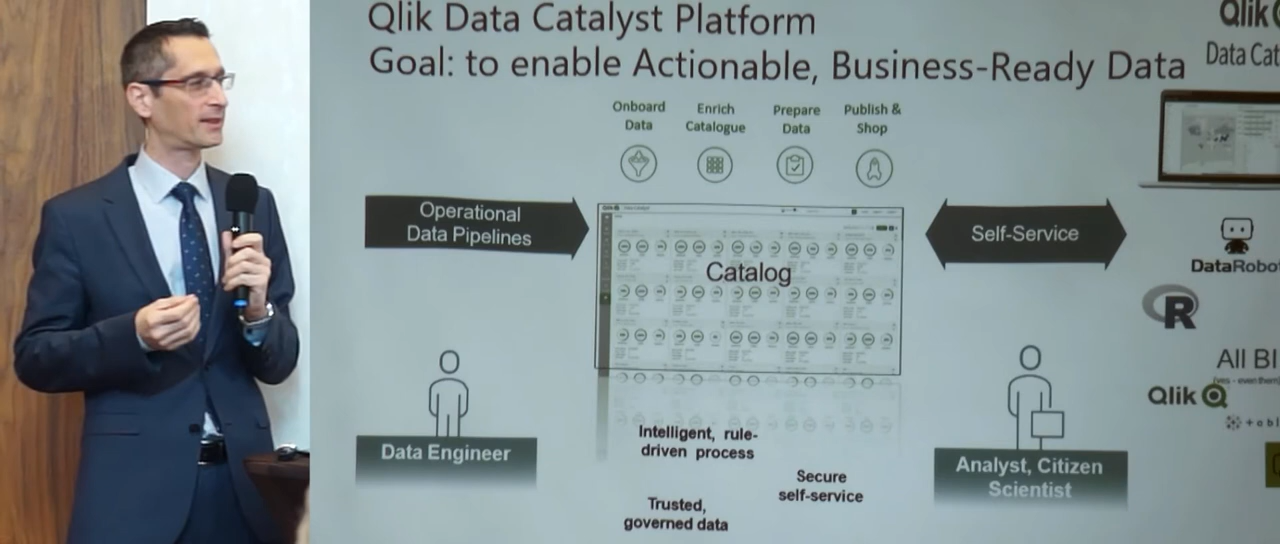 Qlik Data Catalyst Platform
Goal: to enable Actionable, Business-Ready Data
Qlik
Data Cat
Onboard
Data
Enrich
Catalogue
Prepare
Data
Publish &
Shop
Operational
Data Pipelines
Qlik
Catalog
Self-Service
DataRobot
R
All BI
Qlik
Data Engineer
Intelligent, rule-
driven process
Secure
self-service
Trusted,
governed data
Analyst, Citizen
Scientist